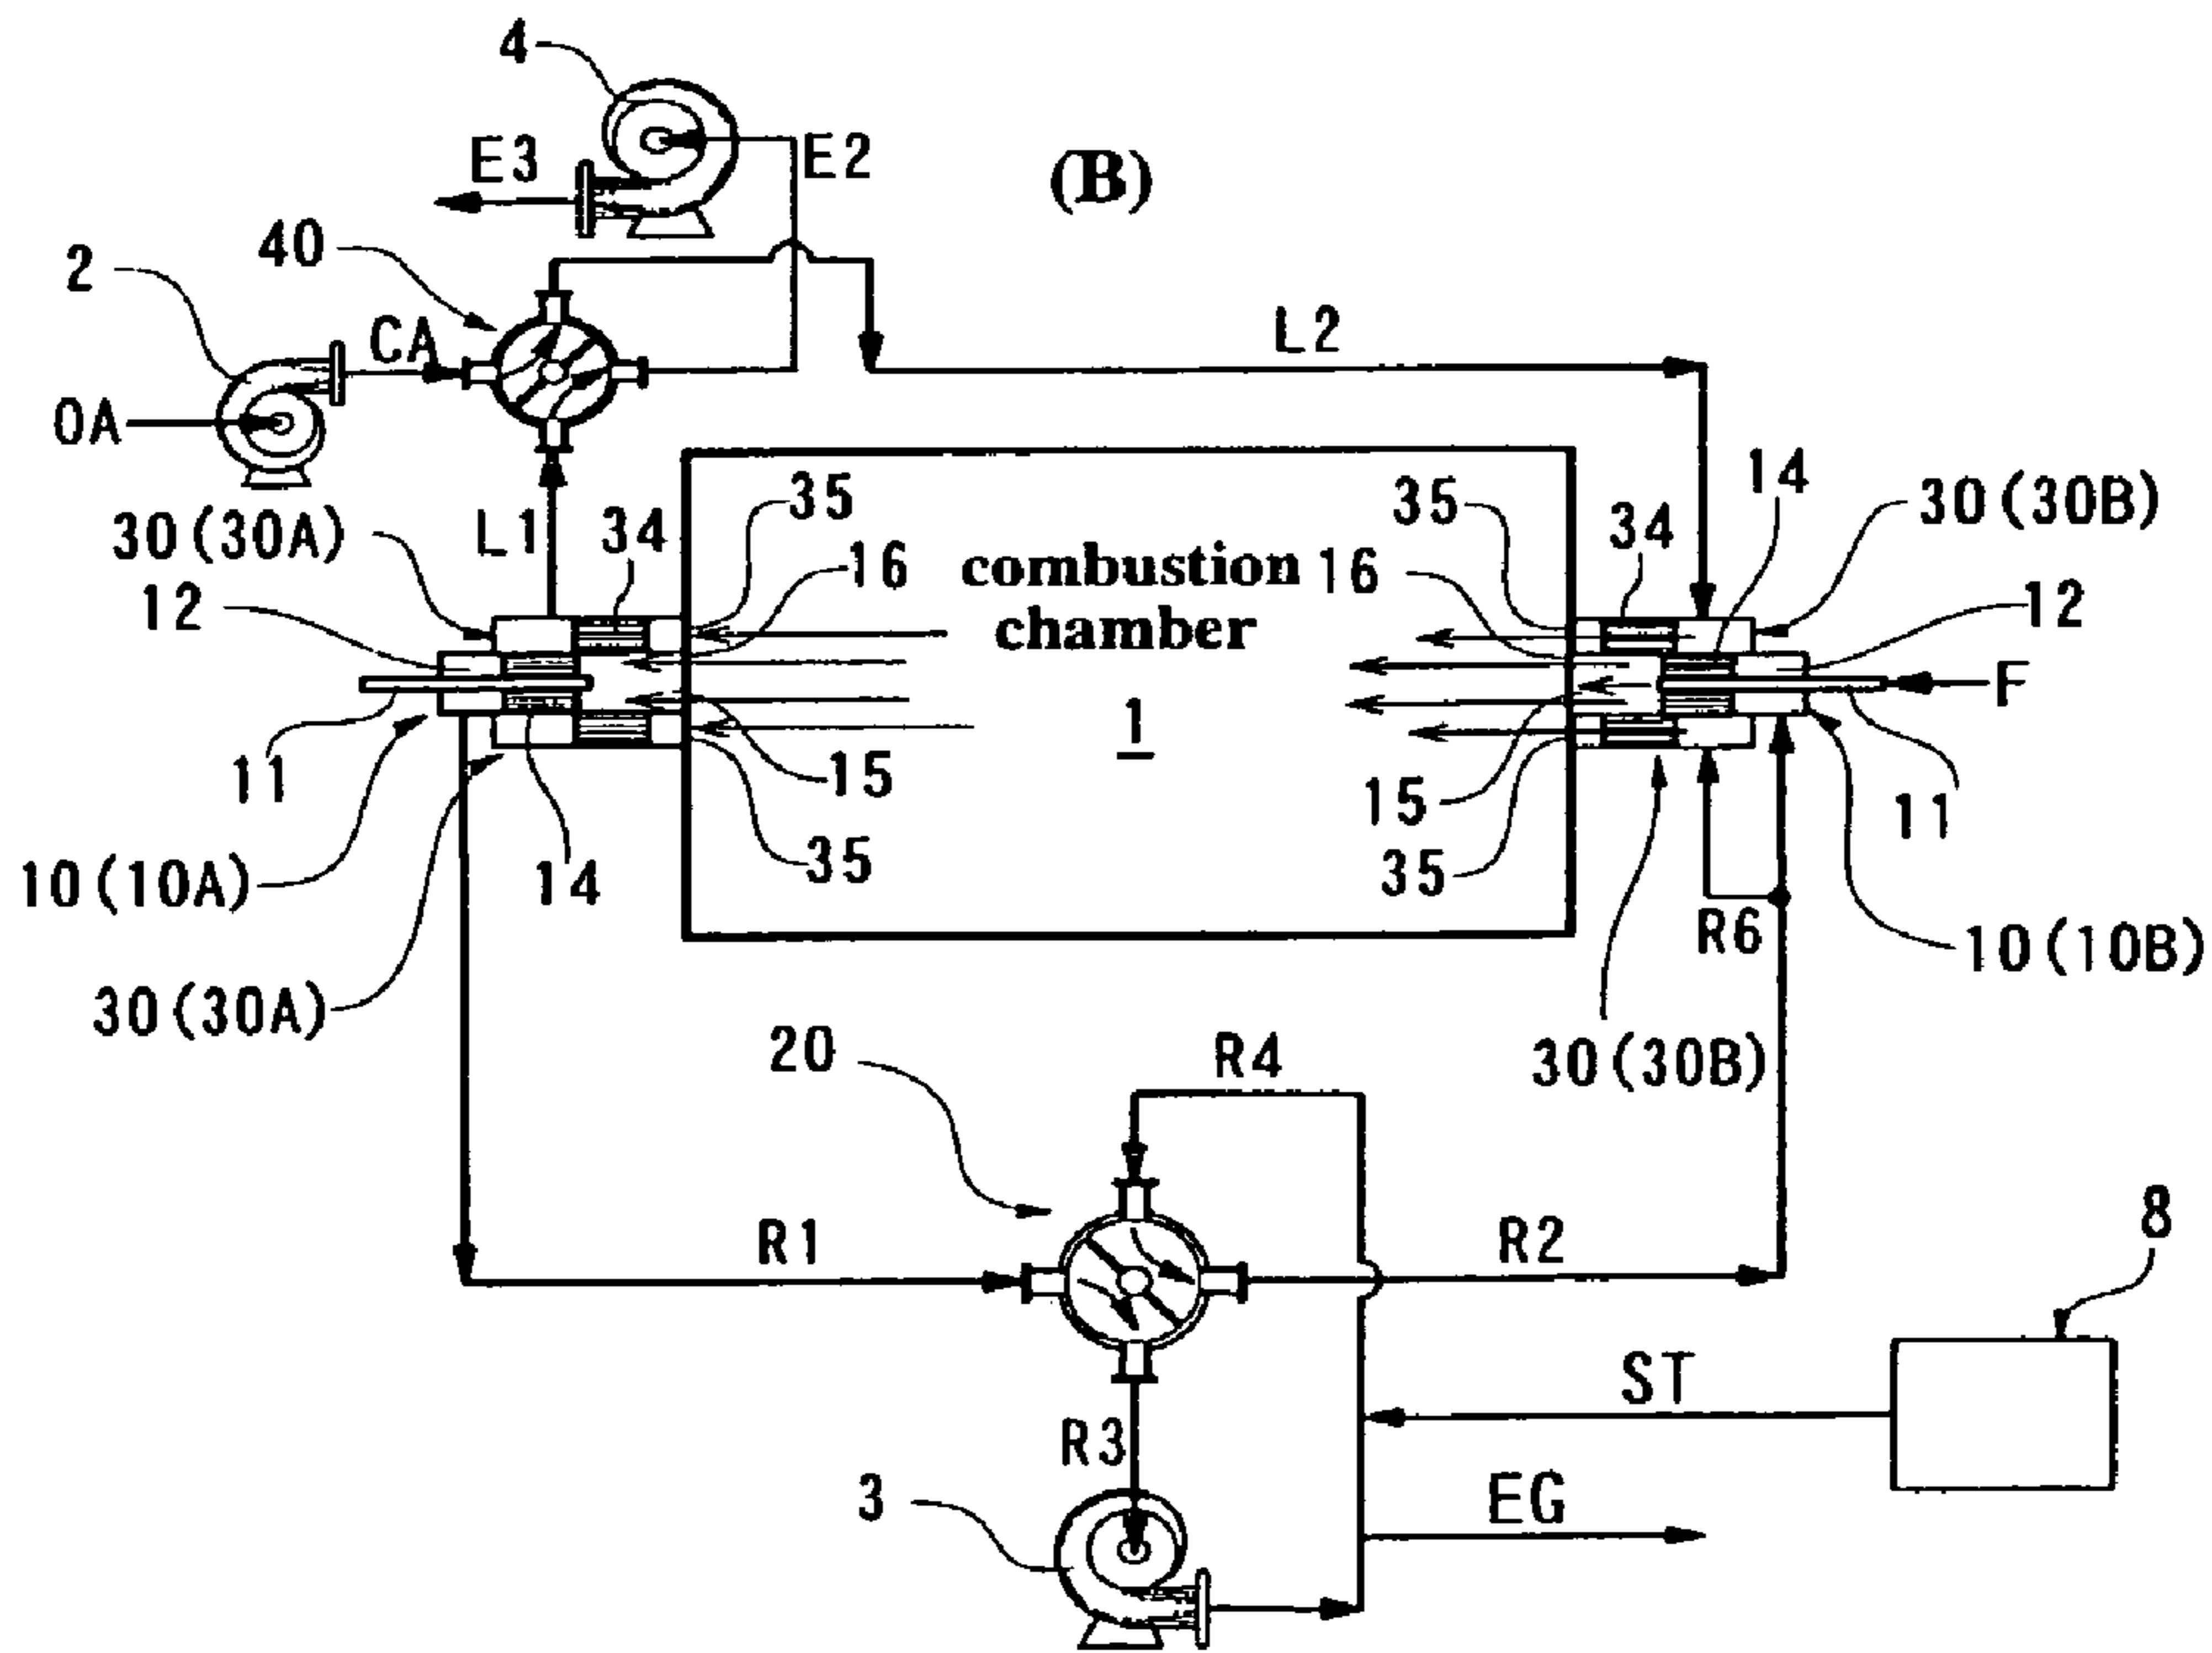 4
E3
E2
(B)
40
2
CA
L2
OA
35
35
14
30(30A)
L1
34
34
30(30B)
16
combustion
16
12
chamber
12
F
1
11
15
15
11
10(10A)
14
35
35
R6
10(10B)
30(30A)
20
R4
30(30B)
8
R1
R2
ST
R3
3
EG